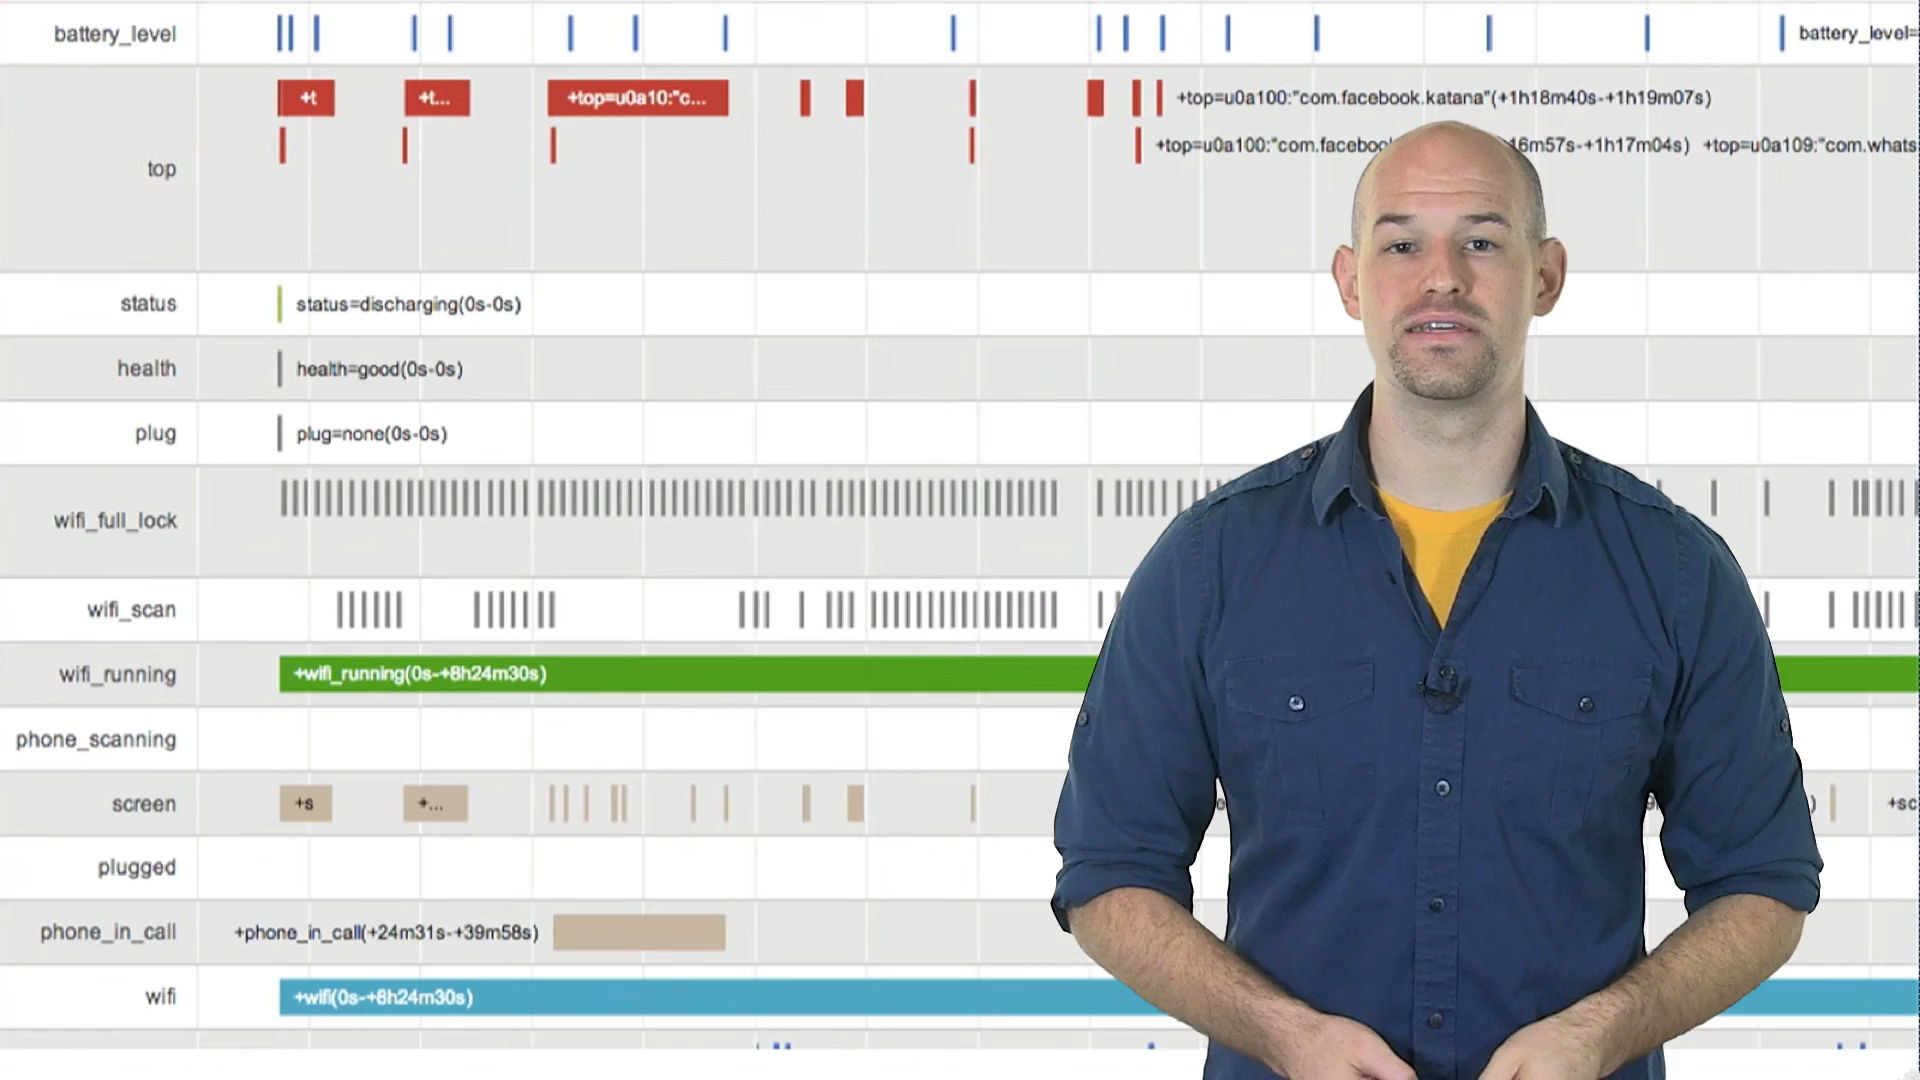 battery_level
battery_level=
+t
+t...
+top=u0a10:"c...
+top=u0a100:"com.facebook.katana"(+1h18m40s-+1h19m07s)
top
+top=u0a100:"com.faceboo
16m57s-+1h17m04s)
+top=u0a109:"com.whats
status
status=discharging(0s-0s)
health
health=good(0s-0s)
plug
plug=none(0s-0s)
wifi_full_lock
wifi_scan
wifi_running
+wifi_running(0s-+8h24m30s)
phone_scanning
screen
+s
+...
+sc
plugged
phone_in_call
+phone_in_call(+24m31s-+39m58s)
wifi
+wifi(0s-+8h24m30s)